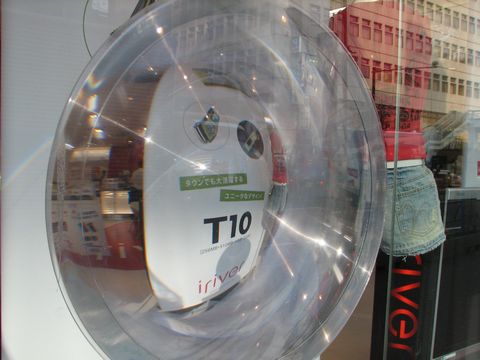 タウンでも大活躍する
ユニークなデザイン
T10
iriver
iriver